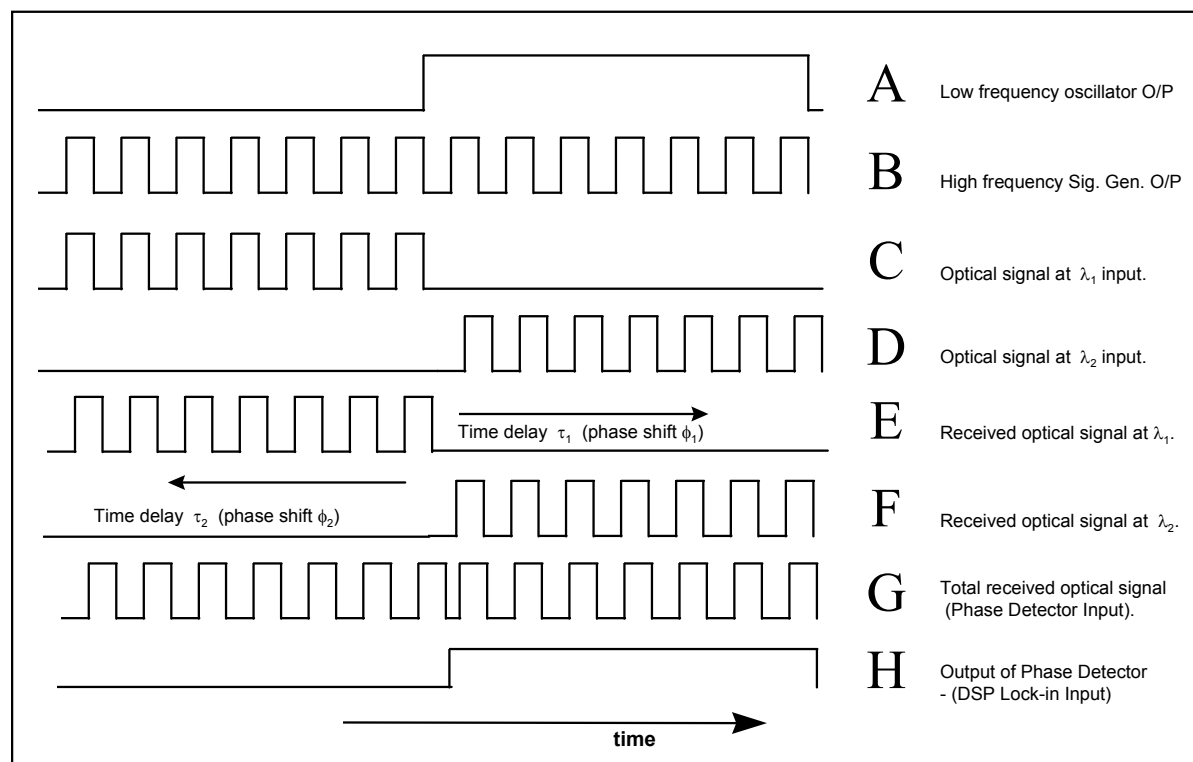 A Low frequency oscillator O/P
B High frequency Sig. Gen. O/P
C Optical signal at λ₁ input.
D Optical signal at λ₂ input.
Time delay τ₁ (phase shift ϕ₁)
E Received optical signal at λ₁.
Time delay τ₂ (phase shift ϕ₂)
F Received optical signal at λ₂.
G Total received optical signal
(Phase Detector Input).
H Output of Phase Detector
- (DSP Lock-in Input)
time